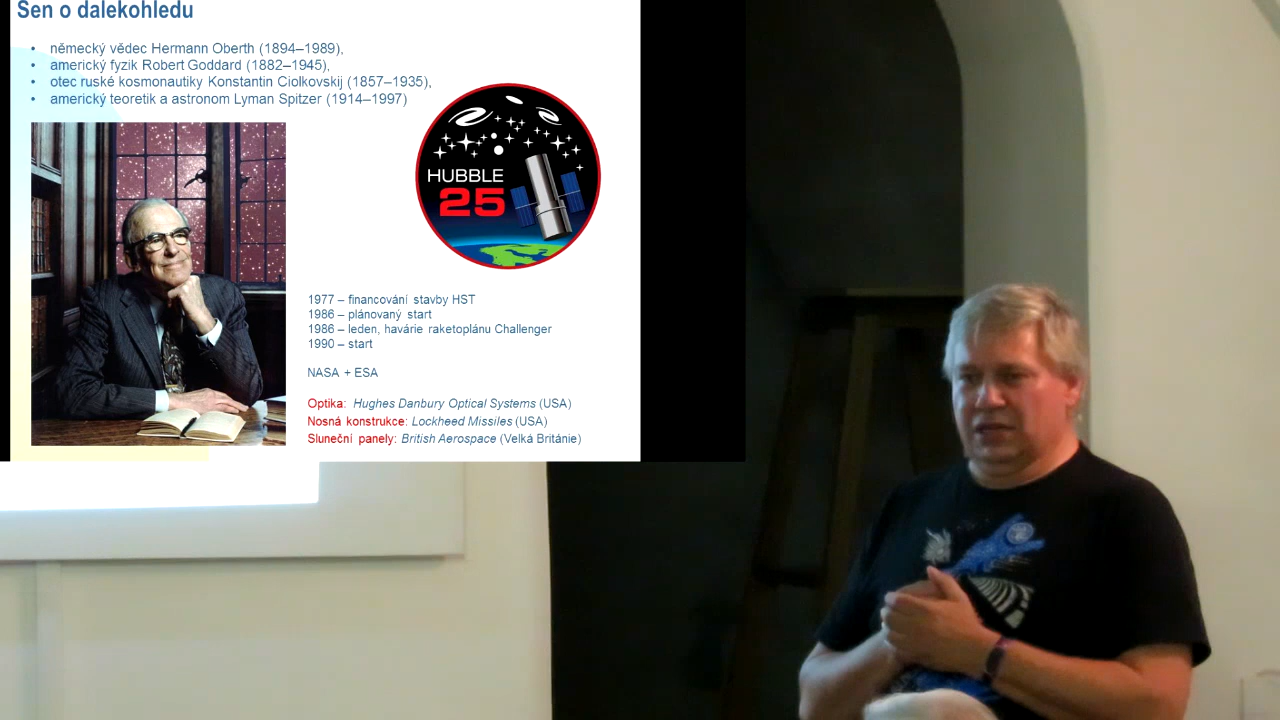 Sen o dalekohledu
• německý vědec Hermann Oberth (1894–1989),
• americký fyzik Robert Goddard (1882–1945),
• otec ruské kosmonautiky Konstantin Ciolkovskij (1857–1935),
• americký teoretik a astronom Lyman Spitzer (1914–1997)
HUBBLE
25
1977 – financování stavby HST
1986 – plánovaný start
1986 – leden, havárie raketoplánu Challenger
1990 – start
NASA + ESA
Optika: Hughes Danbury Optical Systems (USA)
Nosná konstrukce: Lockheed Missiles (USA)
Sluneční panely: British Aerospace (Velká Británie)